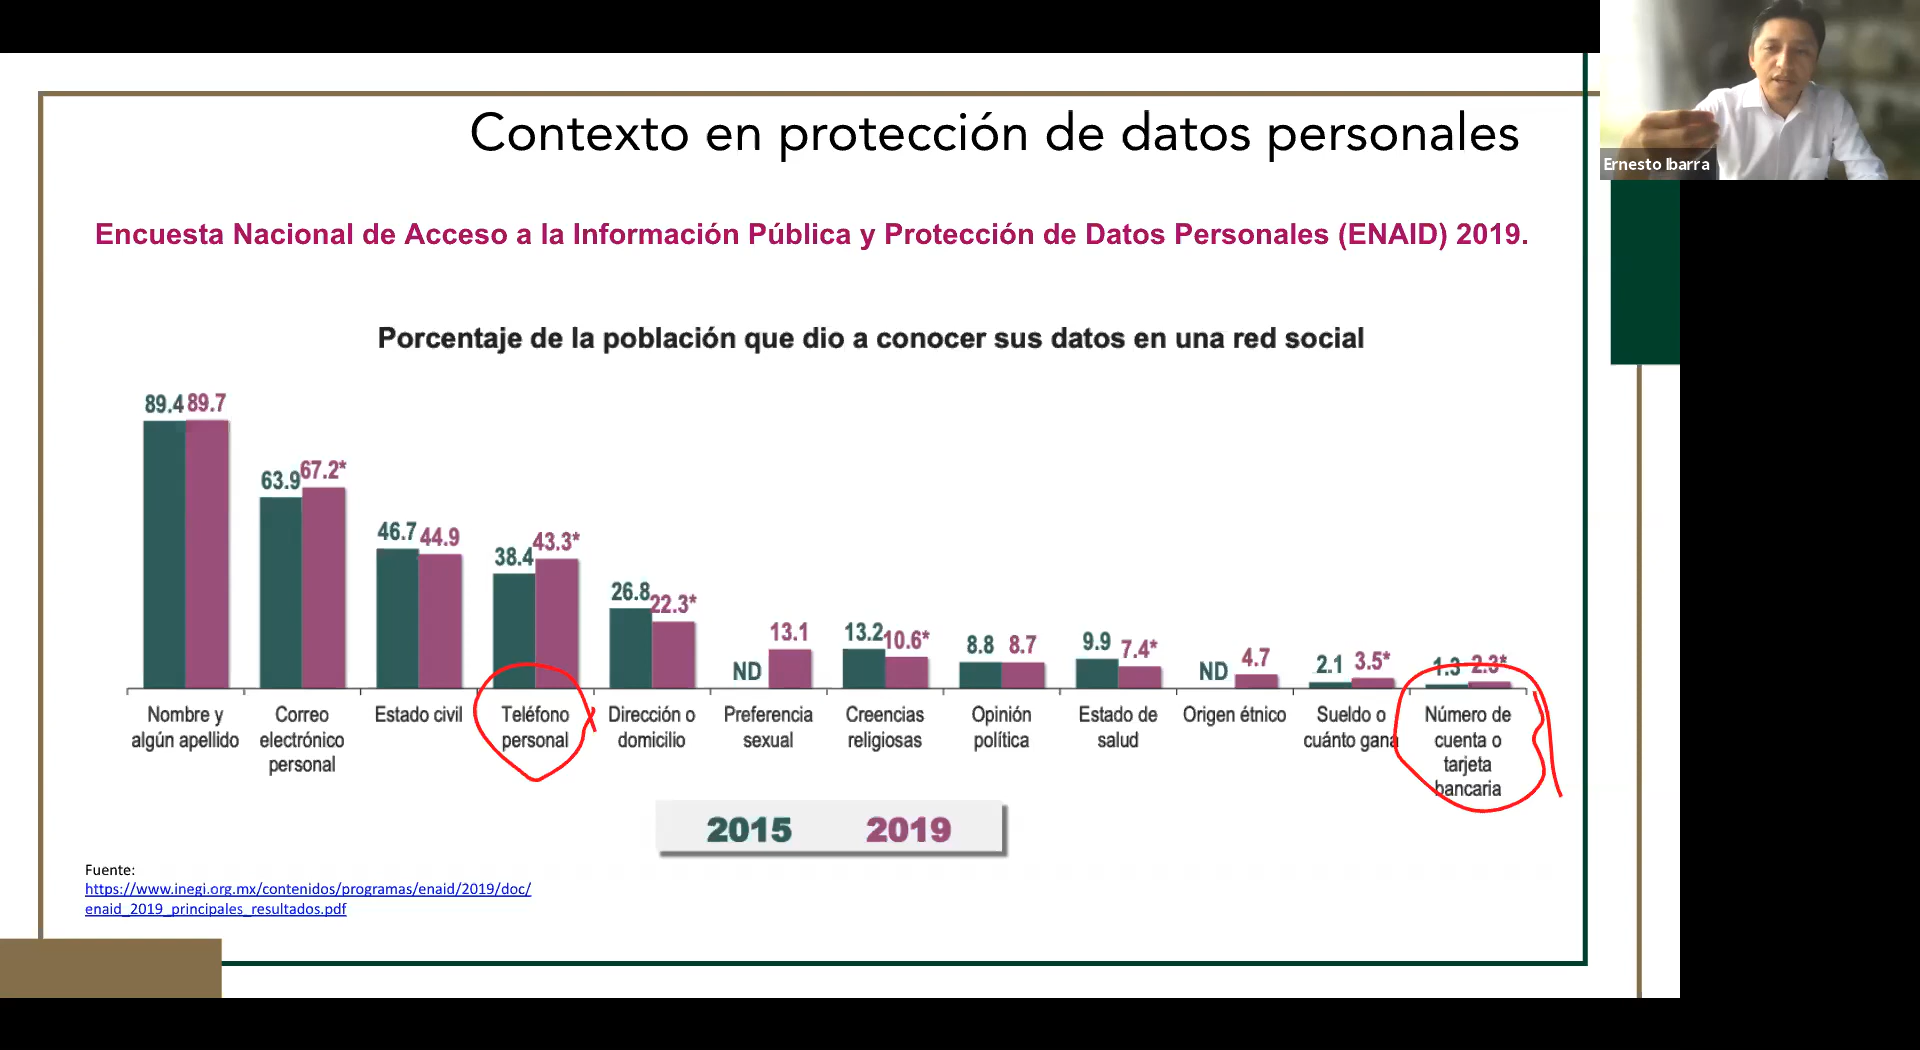 Contexto en protección de datos personales
Ernesto Ibarra
Encuesta Nacional de Acceso a la Información Pública y Protección de Datos Personales (ENAID) 2019.
Porcentaje de la población que dio a conocer sus datos en una red social
89.4 89.7
63.9 67.2*
46.7 44.9
38.4 43.3*
26.8 22.3*
ND 13.1
13.2 10.6*
8.8 8.7
9.9 7.4*
ND 4.7
2.1 3.5*
1.3 2.3*
Nombre y
algún apellido
Correo
electrónico
personal
Estado civil
Teléfono
personal
Dirección o
domicilio
Preferencia
sexual
Creencias
religiosas
Opinión
política
Estado de
salud
Origen étnico
Sueldo o
cuánto gana
Número de
cuenta o
tarjeta
bancaria
2015 2019
Fuente:
https://www.inegi.org.mx/contenidos/programas/enaid/2019/doc/
enaid_2019_principales_resultados.pdf